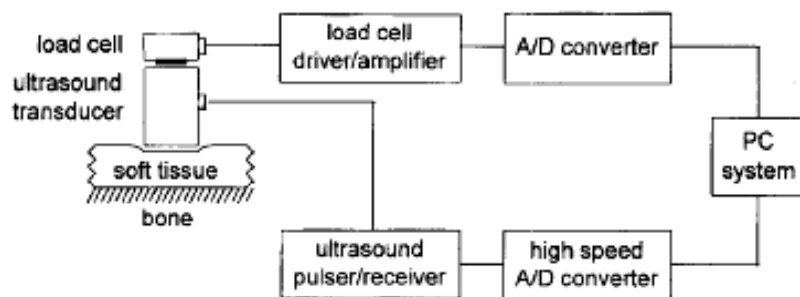 load cell
ultrasound
transducer
soft tissue
bone
load cell
driver/amplifier
A/D converter
PC
system
ultrasound
pulser/receiver
high speed
A/D converter